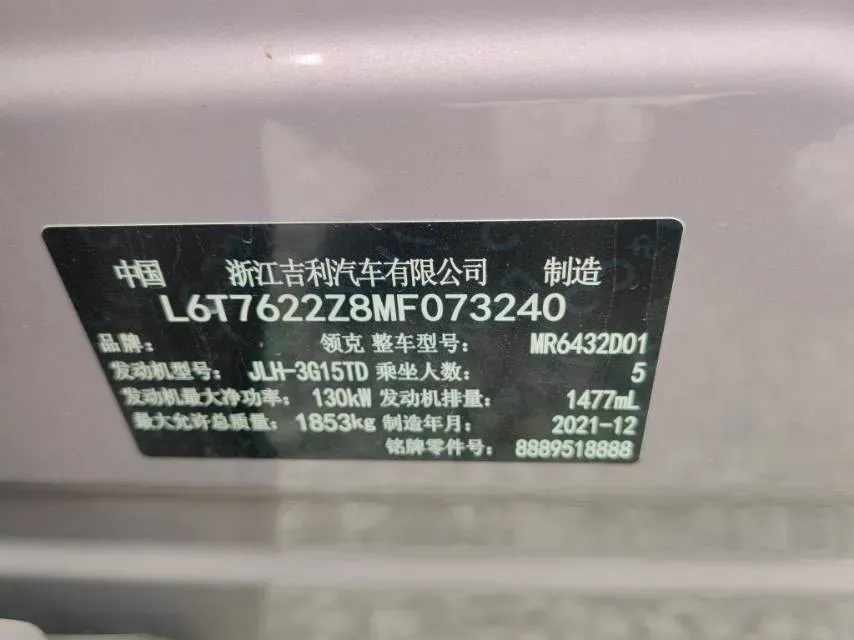 中国 浙江吉利汽车有限公司 制造
L6T7622Z8MF073240
品牌: 领克 整车型号: MR6432D01
发动机型号: JLH-3G15TD 乘坐人数: 5
发动机最大净功率: 130kW 发动机排量: 1477mL
最大允许总质量: 1853kg 制造年月: 2021-12
铭牌零件号: 8889518888